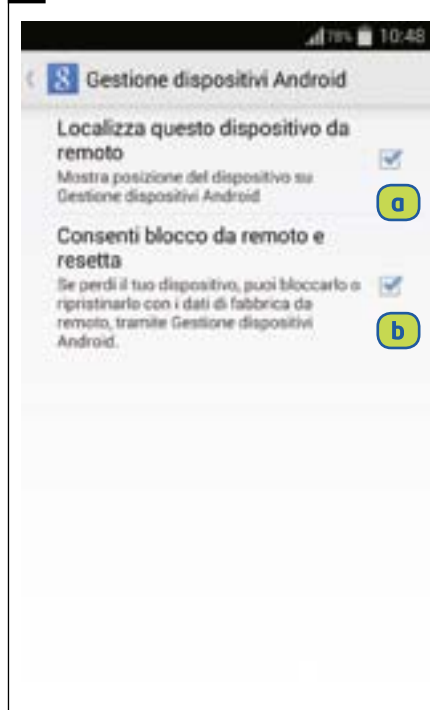 78% 10:48
Gestione dispositivi Android
Localizza questo dispositivo da
remoto
Mostra posizione del dispositivo su
Gestione dispositivi Android
a
Consenti blocco da remoto e
resetta
Se perdi il tuo dispositivo, puoi bloccarlo o
ripristinarlo con i dati di fabbrica da
remoto, tramite Gestione dispositivi
Android.
b